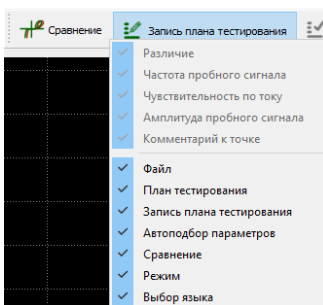 Сравнение
Запись плана тестирования
Различие
Частота пробного сигнала
Чувствительность по току
Амплитуда пробного сигнала
Комментарий к точке
Файл
План тестирования
Запись плана тестирования
Автоподбор параметров
Сравнение
Режим
Выбор языка